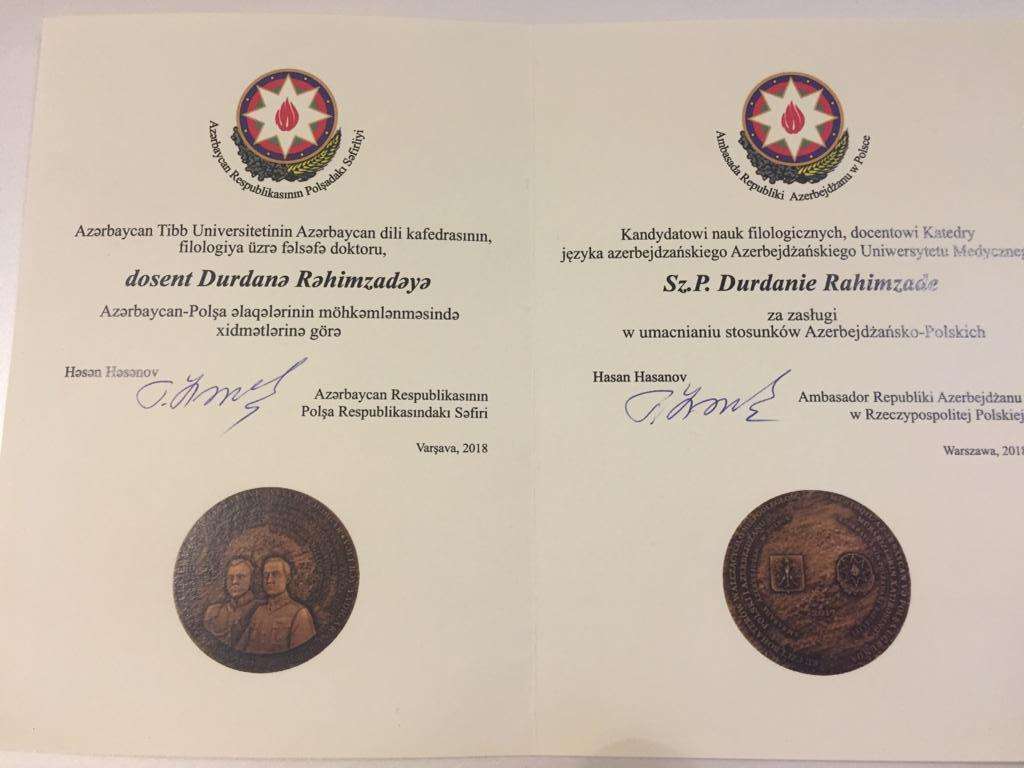 Azərbaycan Respublikasının Polşadakı Səfirliyi
Azərbaycan Tibb Universitetinin Azərbaycan dili kafedrasının,
filologiya üzrə fəlsəfə doktoru,
dosent Durdanə Rəhimzadəyə
Azərbaycan-Polşa əlaqələrinin möhkəmlənməsində
xidmətlərinə görə
Həsən Həsənov
Azərbaycan Respublikasının
Polşa Respublikasındakı Səfiri
Varşava, 2018
Ambasada Republiki Azerbejdżanu w Polsce
Kandydatowi nauk filologicznych, docentowi Katedry
języka azerbejdzańskiego Azerbejdżańskiego Uniwersytetu Medyczneg
Sz.P. Durdanie Rahimzade
za zasługi
w umacnianiu stosunków Azerbejdżańsko-Polskich
Hasan Hasanov
Ambasador Republiki Azerbejdżanu
w Rzeczypospolitej Polskiej
Warszawa, 2018